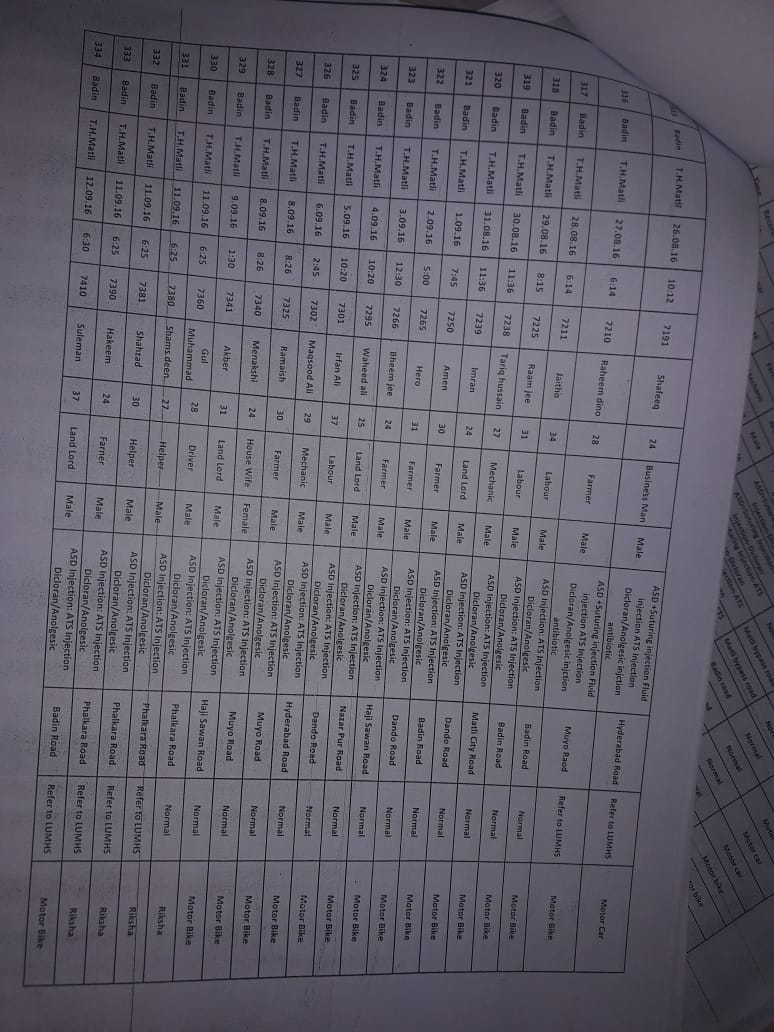 Badin T.H.Matli 26.08.16 10:12 7191 Shafeeq 24 Business Man Male ASD +Suturing injection Fluid
injection ATS Injection
Dicloran/Anolgesic injction
antibiotic Hyderabad Road Refer to LUMHS Motor Car
316 Badin T.H.Matli 27.08.16 6:14 7210 Raheem dino 28 Farmer Male ASD +Suturing injection Fluid
injection ATS Injection
Dicloran/Anolgesic injction
antibiotic Muyo Raod Refer to LUMHS Motor Bike
317 Badin T.H.Matli 28.08.16 6:14 7211 Jaitho 34 Labour Male ASD Injection: ATS Injection
Dicloran/Anolgesic Badin Road Normal Motor Bike
318 Badin T.H.Matli 29.08.16 8:15 7225 Raam jee 31 Labour Male ASD Injection: ATS Injection
Dicloran/Anolgesic Badin Road Normal Motor Bike
319 Badin T.H.Matli 30.08.16 11:36 7238 Tariq hussain 27 Mechanic Male ASD Injection: ATS Injection
Dicloran/Anolgesic Matli City Road Normal Motor Bike
320 Badin T.H.Matli 31.08.16 11:36 7239 Imran 24 Land Lord Male ASD Injection: ATS Injection
Dicloran/Anolgesic Dando Road Normal Motor Bike
321 Badin T.H.Matli 1.09.16 7:45 7250 Amen 30 Farmer Male ASD Injection: ATS Injection
Dicloran/Anolgesic Badin Road Normal Motor Bike
322 Badin T.H.Matli 2.09.16 5:00 7265 Hero 31 Farmer Male ASD Injection: ATS Injection
Dicloran/Anolgesic Dando Road Normal Motor Bike
323 Badin T.H.Matli 3.09.16 12:30 7266 Bheem jee 24 Farmer Male ASD Injection: ATS Injection
Dicloran/Anolgesic Haji Sawan Road Normal Motor Bike
324 Badin T.H.Matli 4.09.16 10:20 7295 Waheed ali 25 Land Lord Male ASD Injection: ATS Injection
Dicloran/Anolgesic Nazar Pur Road Normal Motor Bike
325 Badin T.H.Matli 5.09.16 10:20 7301 Irfan Ali 37 Labour Male ASD Injection: ATS Injection
Dicloran/Anolgesic Dando Road Normal Motor Bike
326 Badin T.H.Matli 6.09.16 2:45 7302 Maqsood Ali 29 Mechanic Male ASD Injection: ATS Injection
Dicloran/Anolgesic Hyderabad Road Normal Motor Bike
327 Badin T.H.Matli 8.09.16 8:26 7325 Ramaish 30 Farmer Male ASD Injection: ATS Injection
Dicloran/Anolgesic Muyo Road Normal Motor Bike
328 Badin T.H.Matli 8.09.16 8:26 7340 Menakshi 24 House Wife Female ASD Injection: ATS Injection
Dicloran/Anolgesic Muyo Road Normal Motor Bike
329 Badin T.H.Matli 9.09.16 1:30 7341 Akber 31 Land Lord Male ASD Injection: ATS Injection
Dicloran/Anolgesic Haji Sawan Road Normal Motor Bike
330 Badin T.H.Matli 11.09.16 6:25 7360 Gul
Muhammad 28 Driver Male ASD Injection: ATS Injection
Dicloran/Anolgesic Phalkara Road Normal Riksha
331 Badin T.H.Matli 11.09.16 6:25 7380 Shams deen 27 Helper Male ASD Injection: ATS Injection
Dicloran/Anolgesic Phalkara Road Refer to LUMHS Riksha
332 Badin T.H.Matli 11.09.16 6:25 7381 Shahzad 30 Helper Male ASD Injection: ATS Injection
Dicloran/Anolgesic Phalkara Road Refer to LUMHS Riksha
333 Badin T.H.Matli 11.09.16 6:25 7390 Hakeem 24 Farner Male ASD Injection: ATS Injection
Dicloran/Anolgesic Phalkara Road Refer to LUMHS Riksha
334 Badin T.H.Matli 12.09.16 6:30 7410 Suleman 37 Land Lord Male ASD Injection: ATS Injection
Dicloran/Anolgesic Badin Road Refer to LUMHS Motor Bike